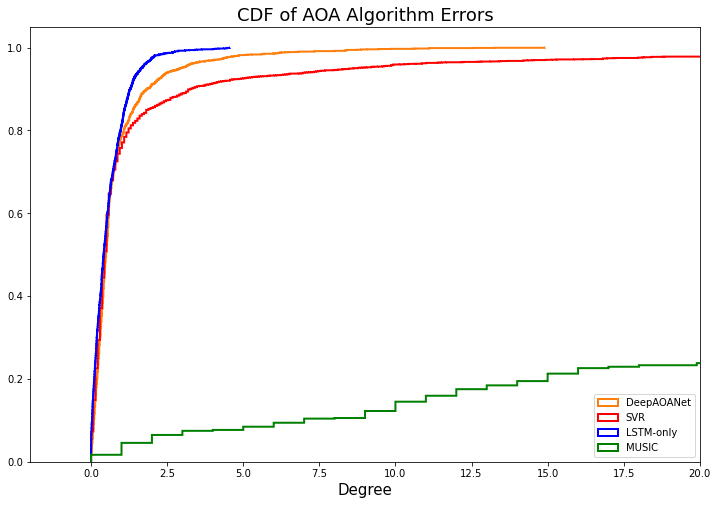 CDF of AOA Algorithm Errors
1.0
0.8
0.6
0.4
0.2
0.0
DeepAOANet
SVR
LSTM-only
MUSIC
0.0 2.5 5.0 7.5 10.0 12.5 15.0 17.5 20.0
Degree